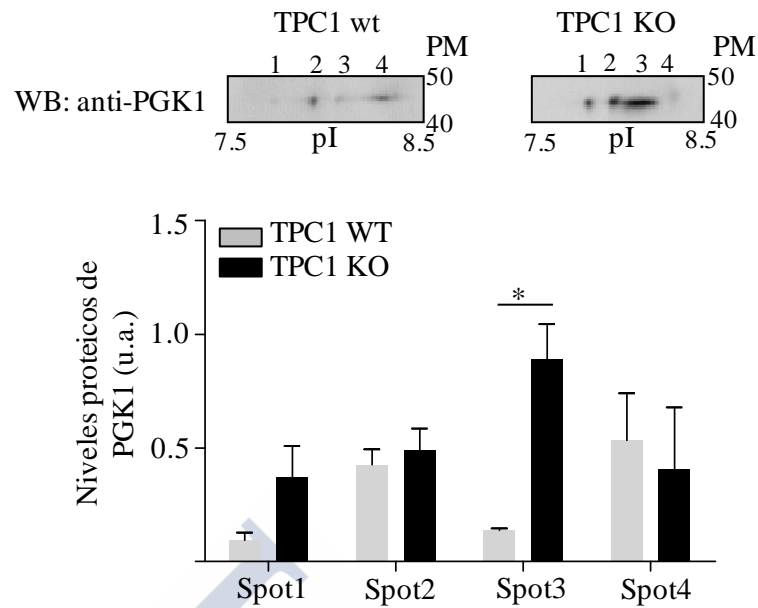 TPC1 wt
TPC1 KO
PM
PM
1 2 3 4
1 2 3 4
50
50
WB: anti-PGK1
40
40
7.5 pI 8.5
7.5 pI 8.5
1.5
TPC1 WT
TPC1 KO
Niveles proteicos de
PGK1 (u.a.)
*
1.0
0.5
Spot1 Spot2 Spot3 Spot4